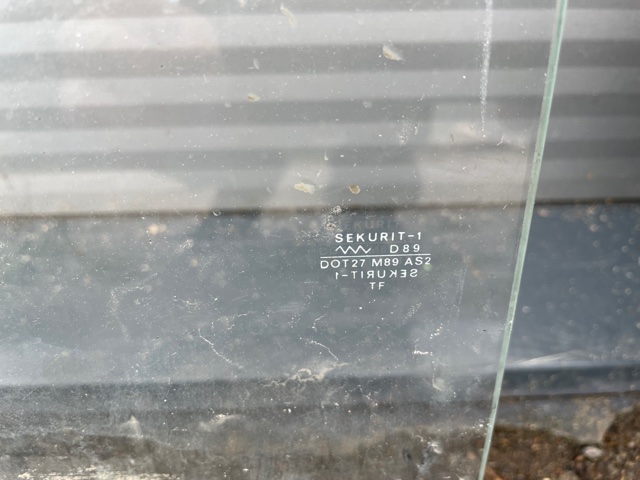 SEKURIT-1
D89
DOT27 M89 AS2
SEKURIT-1
TF